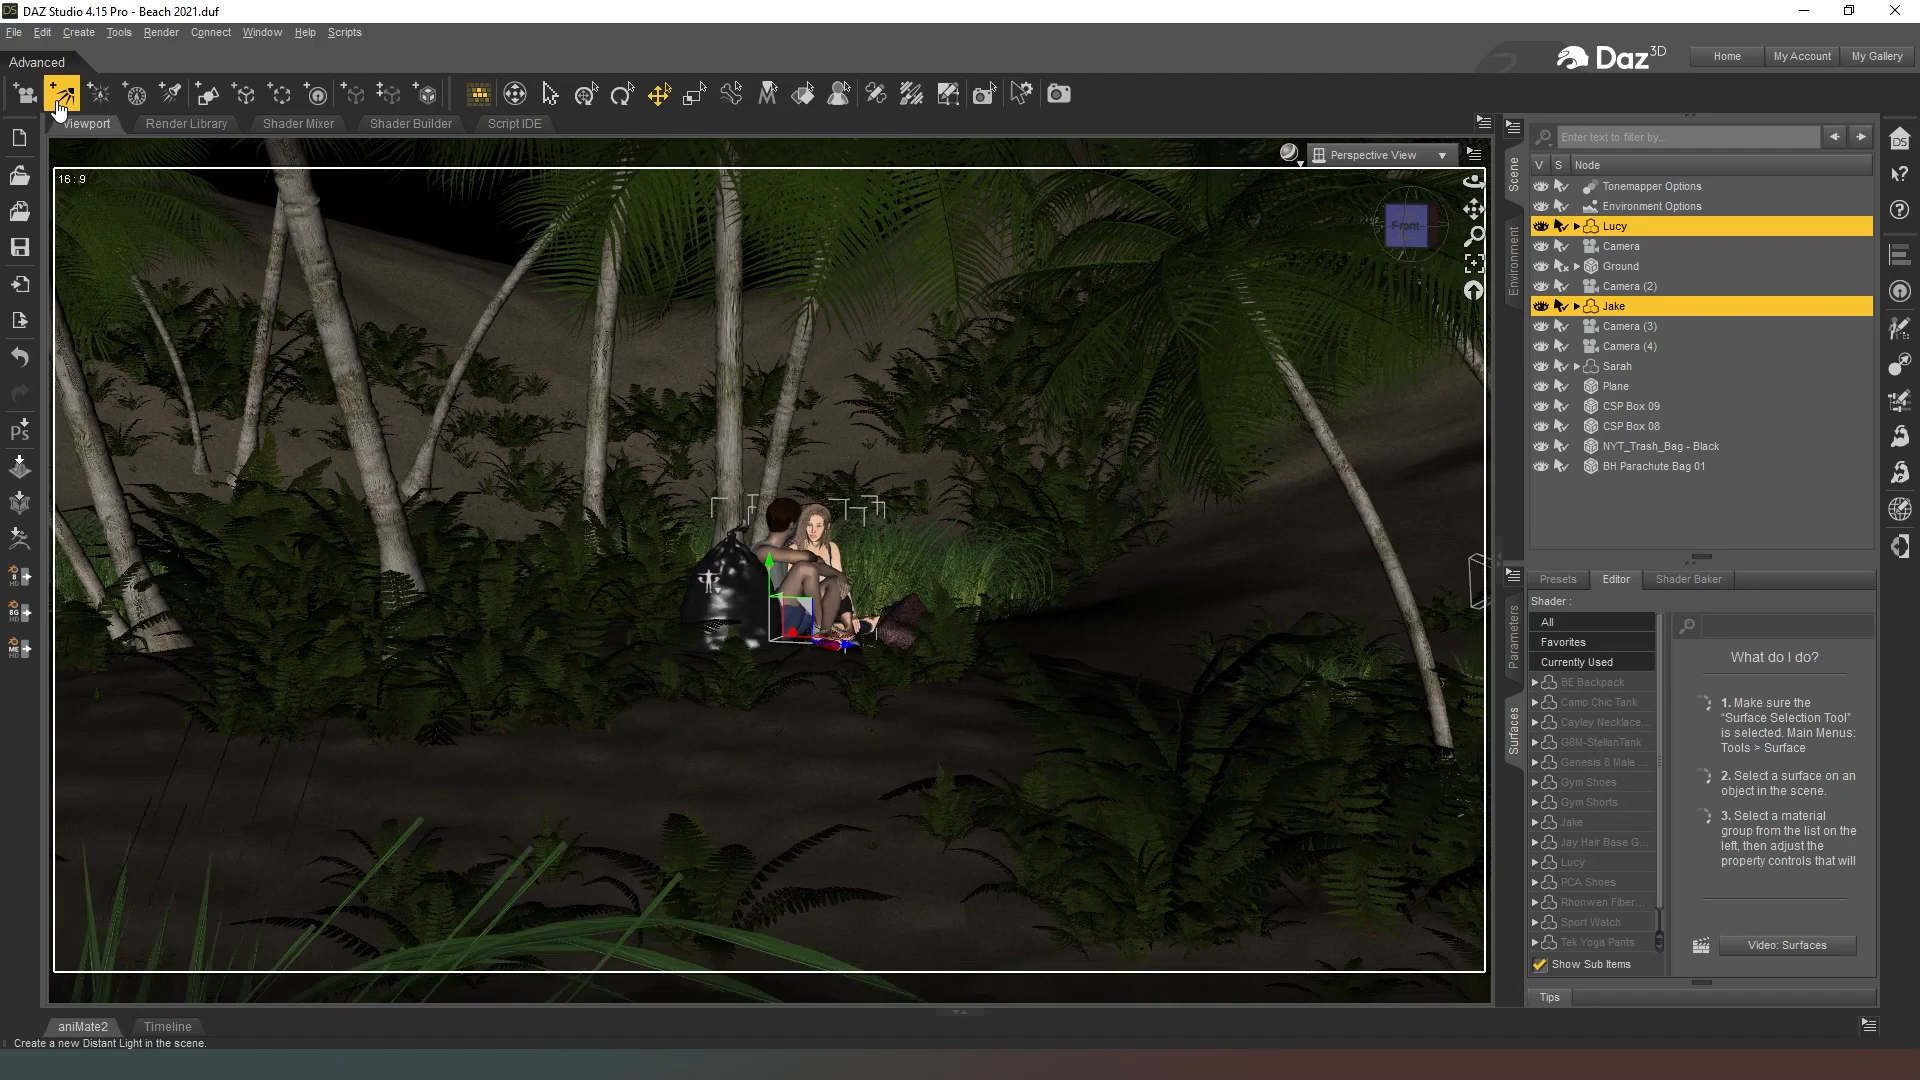 DAZ Studio 4.15 Pro - Beach 2021.duf
File Edit Create Tools Render Connect Window Help Scripts
Advanced
Daz3D
Home My Account My Gallery
Viewport Render Library Shader Mixer Shader Builder Script IDE
16 : 9
Perspective View
Front
Scene
Environment
Enter text to filter by...
V S Node
Tonemapper Options
Environment Options
Lucy
Camera
Ground
Camera (2)
Jake
Camera (3)
Camera (4)
Sarah
Plane
CSP Box 09
CSP Box 08
NYT_Trash_Bag - Black
BH Parachute Bag 01
Parameters
Surfaces
Presets Editor Shader Baker
Shader :
All
Favorites
Currently Used
BE Backpack
Camo Chic Tank
Cayley Necklace...
G8M-StellanTank
Genesis 8 Male ...
Gym Shoes
Gym Shorts
Jake
Jay Hair Base G...
Lucy
PCA Shoes
Rhonwen Fiber...
Sport Watch
Tek Yoga Pants
Show Sub Items
What do I do?
1. Make sure the
“Surface Selection Tool”
is selected. Main Menus:
Tools > Surface
2. Select a surface on an
object in the scene.
3. Select a material
group from the list on the
left, then adjust the
property controls that will
Video: Surfaces
Tips
Ps
DS
8
HD
8G
HD
ME
HD
aniMate2 Timeline
Create a new Distant Light in the scene.